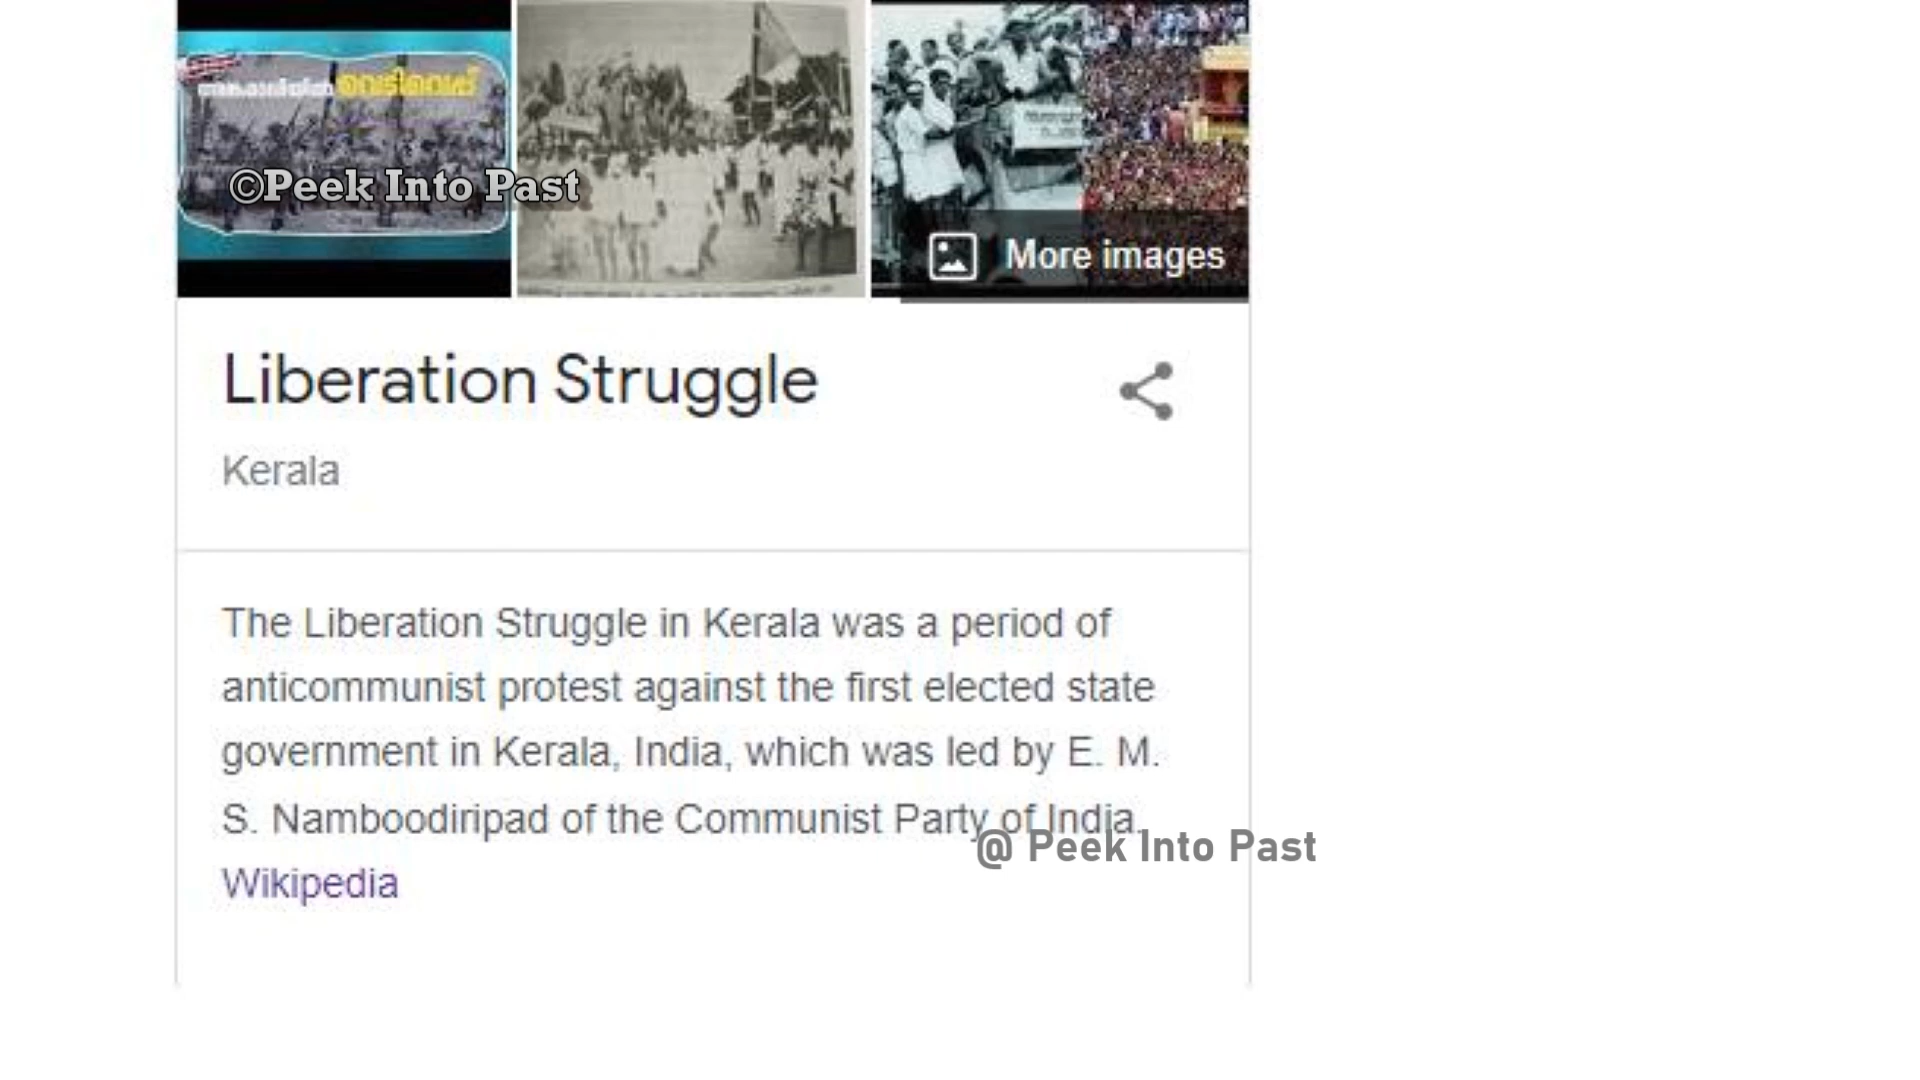 വെടിവെപ്പ്
©Peek Into Past
More images
Liberation Struggle
Kerala
The Liberation Struggle in Kerala was a period of
anticommunist protest against the first elected state
government in Kerala, India, which was led by E. M.
S. Namboodiripad of the Communist Party of India.
@ Peek Into Past
Wikipedia